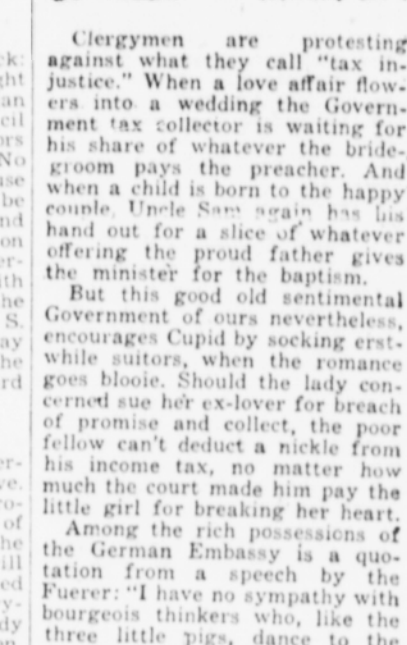 Clergymen are protesting
against what they call "tax in-
justice." When a love affair flow-
ers into a wedding the Govern-
ment tax collector is waiting for
his share of whatever the bride-
groom pays the preacher. And
when a child is born to the happy
couple, Uncle Sam again has his
hand out for a slice of whatever
offering the proud father gives
the minister for the baptism.
But this good old sentimental
Government of ours nevertheless,
encourages Cupid by socking erst-
while suitors, when the romance
goes blooie. Should the lady con-
cerned sue her ex-lover for breach
of promise and collect, the poor
fellow can't deduct a nickle from
his income tax, no matter how
much the court made him pay the
little girl for breaking her heart.
Among the rich possessions of
the German Embassy is a quo-
tation from a speech by the
Fuerer: "I have no sympathy with
bourgeois thinkers who, like the
three little pigs, dance to the